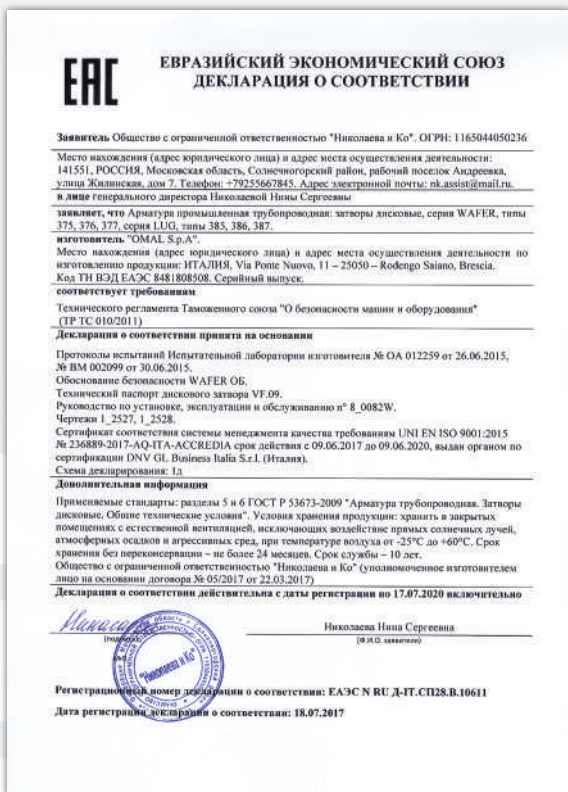 EAC
ЕВРАЗИЙСКИЙ ЭКОНОМИЧЕСКИЙ СОЮЗ
ДЕКЛАРАЦИЯ О СООТВЕТСТВИИ
Заявитель Общество с ограниченной ответственностью "Николаева и Ко". ОГРН: 1165044050236
Место нахождения (адрес юридического лица) и адрес места осуществления деятельности:
141551, РОССИЯ, Московская область, Солнечногорский район, рабочий поселок Андреевка,
улица Жилинская, дом 7. Телефон: +79255667845. Адрес электронной почты: nk.assist@mail.ru.
в лице генерального директора Николаевой Нины Сергеевны
заявляет, что Арматура промышленная трубопроводная: затворы дисковые, серия WAFER, типы
375, 376, 377, серия LUG, типы 385, 386, 387.
изготовитель "OMAL S.p.A".
Место нахождения (адрес юридического лица) и адрес места осуществления деятельности по
изготовлению продукции: ИТАЛИЯ, Via Ponte Nuovo, 11 – 25050 – Rodengo Saiano, Brescia.
Код ТН ВЭД ЕАЭС 8481808508. Серийный выпуск.
соответствует требованиям
Технического регламента Таможенного союза "О безопасности машин и оборудования"
(ТР ТС 010/2011)
Декларация о соответствии принята на основании
Протоколы испытаний Испытательной лаборатории изготовителя № OA 012259 от 26.06.2015,
№ BM 002099 от 30.06.2015.
Обоснование безопасности WAFER ОБ.
Технический паспорт дискового затвора VF.09.
Руководство по установке, эксплуатации и обслуживанию n° 8_0082W.
Чертежи 1_2527, 1_2528.
Сертификат соответствия системы менеджмента качества требованиям UNI EN ISO 9001:2015
№ 236889-2017-AQ-ITA-ACCREDIA срок действия с 09.06.2017 до 09.06.2020, выдан органом по
сертификации DNV GL Business Italia S.r.l. (Италия).
Схема декларирования: 1д
Дополнительная информация
Применяемые стандарты: разделы 5 и 6 ГОСТ Р 53673-2009 "Арматура трубопроводная. Затворы
дисковые. Общие технические условия". Условия хранения продукции: хранить в закрытых
помещениях с естественной вентиляцией, исключающих воздействие прямых солнечных лучей,
атмосферных осадков и агрессивных сред, при температуре воздуха от -25°С до +60°С. Срок
хранения без переконсервации – не более 24 месяцев. Срок службы – 10 лет.
Общество с ограниченной ответственностью "Николаева и Ко" (уполномоченное изготовителем
лицо на основании договора № 05/2017 от 22.03.2017)
Декларация о соответствии действительна с даты регистрации по 17.07.2020 включительно
Николаева Нина Сергеевна
(подпись)
(Ф.И.О. заявителя)
"Николаева и Ко"
Регистрационный номер декларации о соответствии: ЕАЭС N RU Д-IT.СП28.В.10611
Дата регистрации декларации о соответствии: 18.07.2017